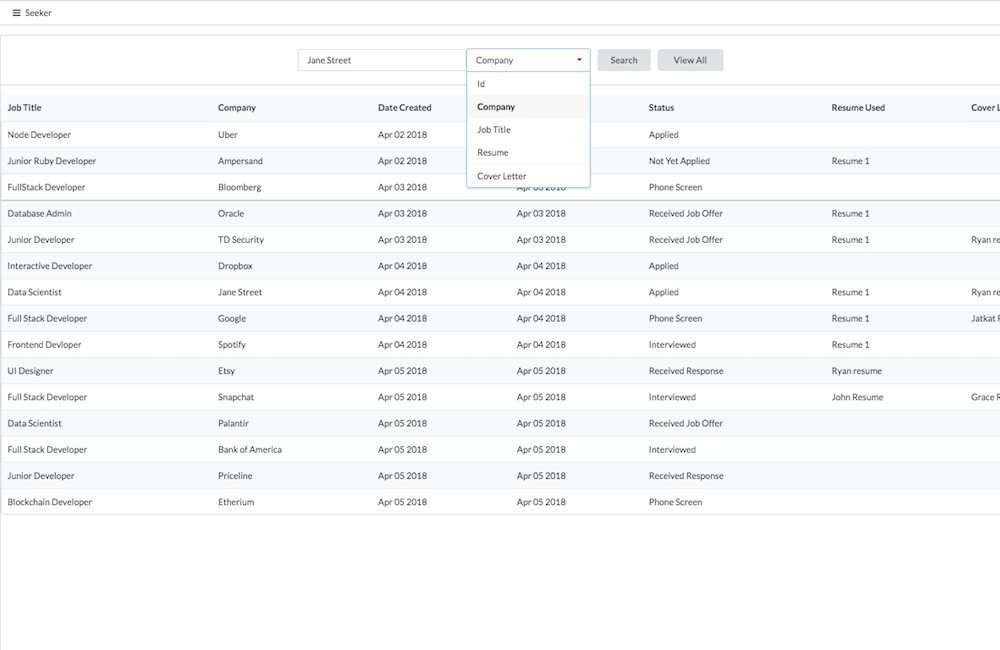 Seeker
Jane Street Company Search View All
Id
Company
Job Title
Resume
Cover Letter
Job Title Company Date Created Status Resume Used Cover
Node Developer Uber Apr 02 2018 Applied
Junior Ruby Developer Ampersand Apr 02 2018 Not Yet Applied Resume 1
FullStack Developer Bloomberg Apr 03 2018 Apr 03 2018 Phone Screen
Database Admin Oracle Apr 03 2018 Apr 03 2018 Received Job Offer Resume 1
Junior Developer TD Security Apr 03 2018 Apr 03 2018 Received Job Offer Resume 1 Ryan re
Interactive Developer Dropbox Apr 04 2018 Apr 04 2018 Applied
Data Scientist Jane Street Apr 04 2018 Apr 04 2018 Applied Resume 1 Ryan re
Full Stack Developer Google Apr 04 2018 Apr 04 2018 Phone Screen Resume 1 Jatkat
Frontend Devloper Spotify Apr 04 2018 Apr 04 2018 Interviewed Resume 1
UI Designer Etsy Apr 05 2018 Apr 05 2018 Received Response Ryan resume
Full Stack Developer Snapchat Apr 05 2018 Apr 05 2018 Interviewed John Resume Grace
Data Scientist Palantir Apr 05 2018 Apr 05 2018 Received Job Offer
Full Stack Developer Bank of America Apr 05 2018 Apr 05 2018 Interviewed
Junior Developer Priceline Apr 05 2018 Apr 05 2018 Received Response
Blockchain Developer Etherium Apr 05 2018 Apr 05 2018 Phone Screen